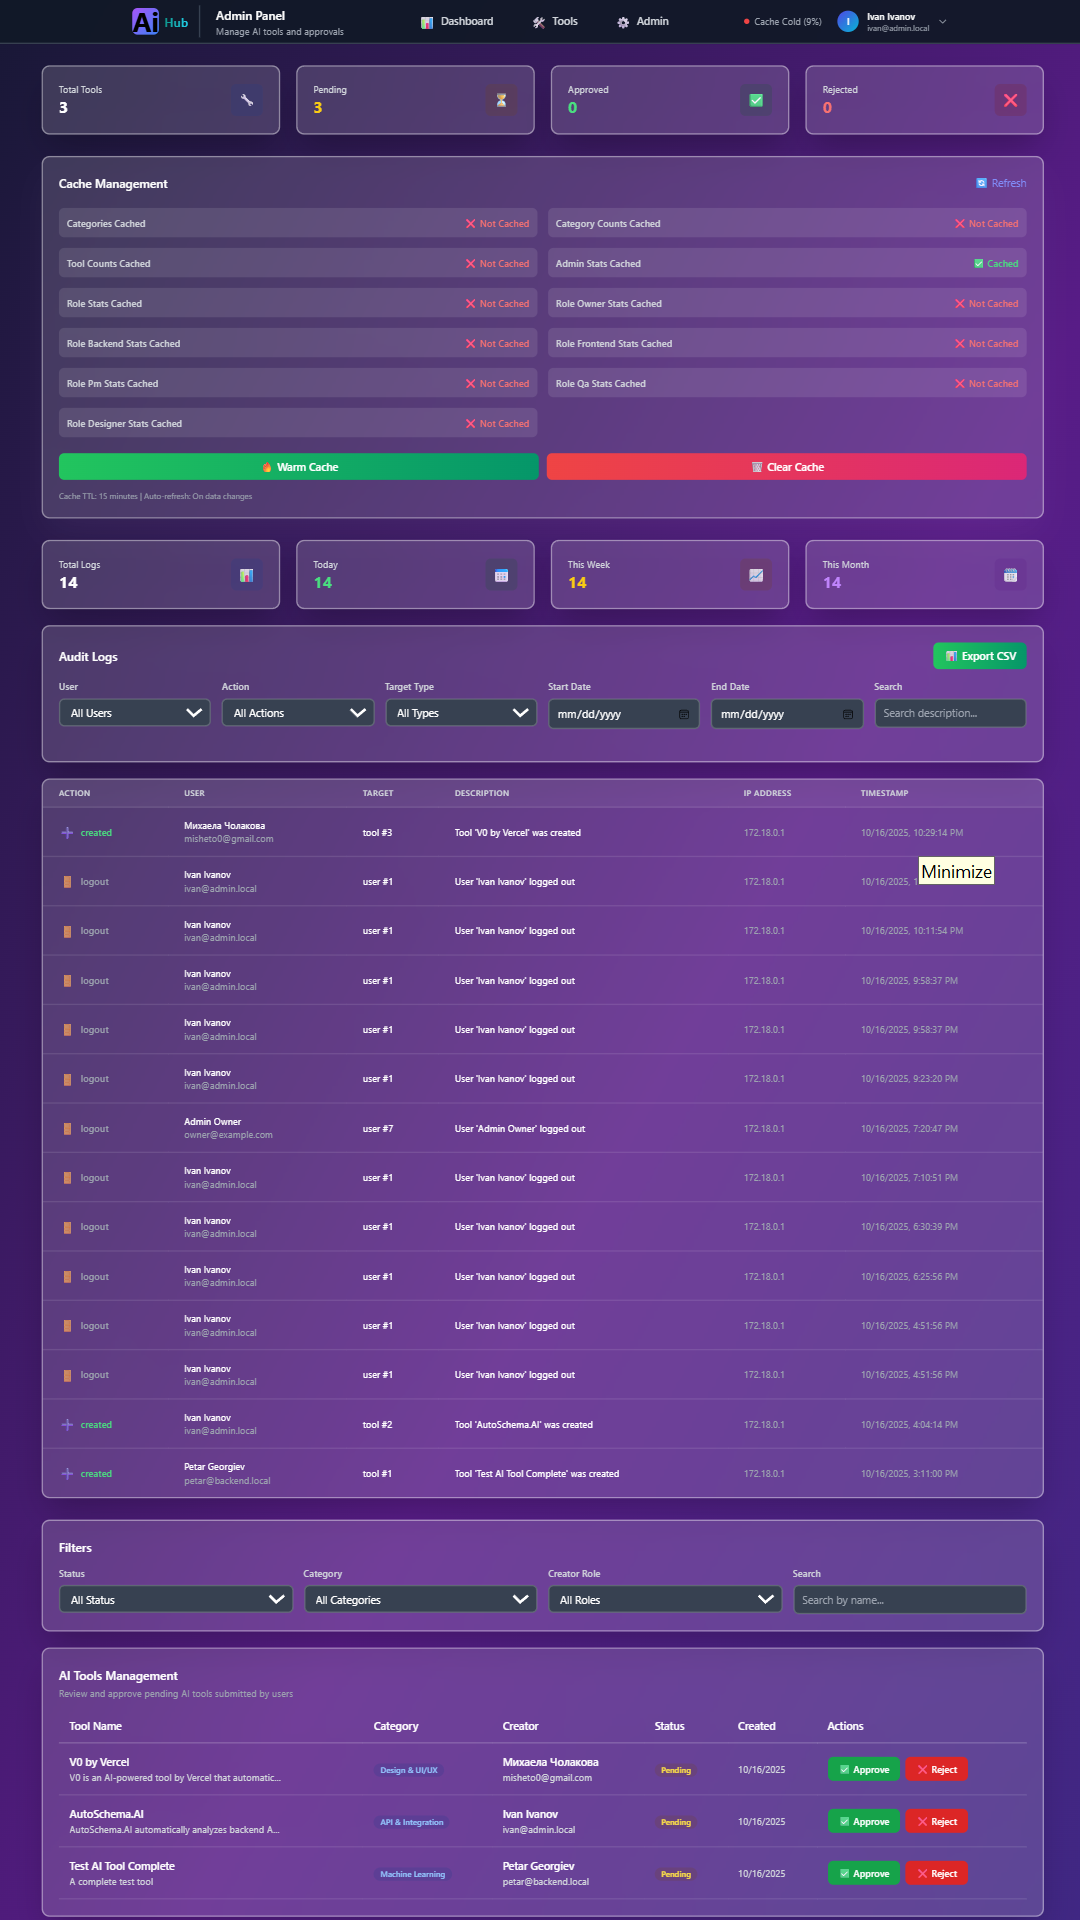 Ai Hub
Admin Panel
Manage AI tools and approvals
Dashboard
Tools
Admin
Cache Cold (9%)
I
Ivan Ivanov
ivan@admin.local
Total Tools
3
Pending
3
Approved
0
Rejected
0
Cache Management
Refresh
Categories Cached
Not Cached
Category Counts Cached
Not Cached
Tool Counts Cached
Not Cached
Admin Stats Cached
Cached
Role Stats Cached
Not Cached
Role Owner Stats Cached
Not Cached
Role Backend Stats Cached
Not Cached
Role Frontend Stats Cached
Not Cached
Role Pm Stats Cached
Not Cached
Role Qa Stats Cached
Not Cached
Role Designer Stats Cached
Not Cached
Warm Cache
Clear Cache
Cache TTL: 15 minutes | Auto-refresh: On data changes
Total Logs
14
Today
14
This Week
14
This Month
14
Audit Logs
Export CSV
User
Action
Target Type
Start Date
End Date
Search
All Users
All Actions
All Types
mm/dd/yyyy
mm/dd/yyyy
Search description...
ACTION USER TARGET DESCRIPTION IP ADDRESS TIMESTAMP
created Михаела Чолакова tool #3 Tool 'V0 by Vercel' was created 172.18.0.1 10/16/2025, 10:29:14 PM
misheto0@gmail.com
logout Ivan Ivanov user #1 User 'Ivan Ivanov' logged out 172.18.0.1 10/16/2025,
ivan@admin.local
Minimize
logout Ivan Ivanov user #1 User 'Ivan Ivanov' logged out 172.18.0.1 10/16/2025, 10:11:54 PM
ivan@admin.local
logout Ivan Ivanov user #1 User 'Ivan Ivanov' logged out 172.18.0.1 10/16/2025, 9:58:37 PM
ivan@admin.local
logout Ivan Ivanov user #1 User 'Ivan Ivanov' logged out 172.18.0.1 10/16/2025, 9:58:37 PM
ivan@admin.local
logout Ivan Ivanov user #1 User 'Ivan Ivanov' logged out 172.18.0.1 10/16/2025, 9:23:20 PM
ivan@admin.local
logout Admin Owner user #7 User 'Admin Owner' logged out 172.18.0.1 10/16/2025, 7:20:47 PM
owner@example.com
logout Ivan Ivanov user #1 User 'Ivan Ivanov' logged out 172.18.0.1 10/16/2025, 7:10:51 PM
ivan@admin.local
logout Ivan Ivanov user #1 User 'Ivan Ivanov' logged out 172.18.0.1 10/16/2025, 6:30:39 PM
ivan@admin.local
logout Ivan Ivanov user #1 User 'Ivan Ivanov' logged out 172.18.0.1 10/16/2025, 6:25:56 PM
ivan@admin.local
logout Ivan Ivanov user #1 User 'Ivan Ivanov' logged out 172.18.0.1 10/16/2025, 4:51:56 PM
ivan@admin.local
logout Ivan Ivanov user #1 User 'Ivan Ivanov' logged out 172.18.0.1 10/16/2025, 4:51:56 PM
ivan@admin.local
created Ivan Ivanov tool #2 Tool 'AutoSchema.AI' was created 172.18.0.1 10/16/2025, 4:04:14 PM
ivan@admin.local
created Petar Georgiev tool #1 Tool 'Test AI Tool Complete' was created 172.18.0.1 10/16/2025, 3:11:00 PM
petar@backend.local
Filters
Status
Category
Creator Role
Search
All Status
All Categories
All Roles
Search by name...
AI Tools Management
Review and approve pending AI tools submitted by users
Tool Name Category Creator Status Created Actions
V0 by Vercel
V0 is an AI-powered tool by Vercel that automatic...
Design & UI/UX
Михаела Чолакова
misheto0@gmail.com
Pending
10/16/2025
Approve
Reject
AutoSchema.AI
AutoSchema.AI automatically analyzes backend A...
API & Integration
Ivan Ivanov
ivan@admin.local
Pending
10/16/2025
Approve
Reject
Test AI Tool Complete
A complete test tool
Machine Learning
Petar Georgiev
petar@backend.local
Pending
10/16/2025
Approve
Reject